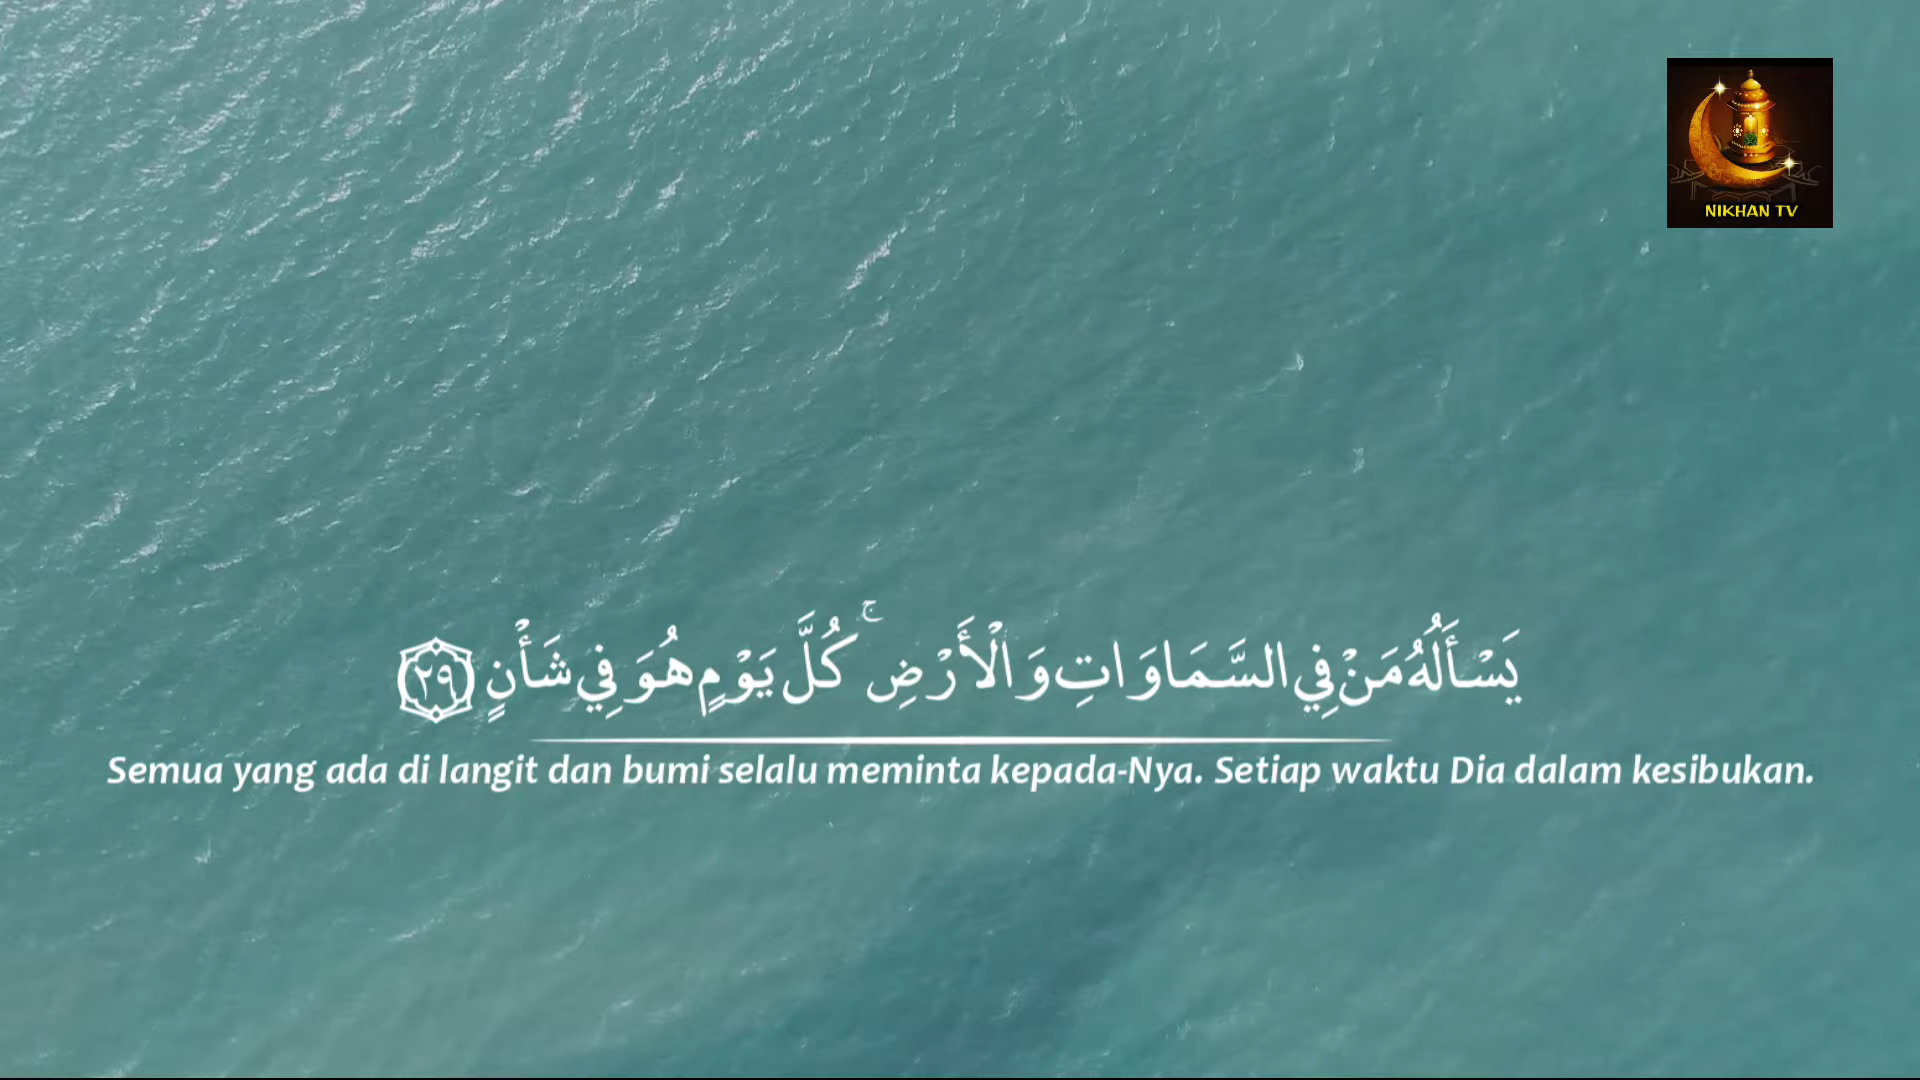 NIKHAN TV
يَسْأَلُهُ مَنْ فِي السَّمَاوَاتِ وَالْأَرْضِ ۚ كُلَّ يَوْمٍ هُوَ فِي شَأْنٍ ٢٩
Semua yang ada di langit dan bumi selalu meminta kepada-Nya. Setiap waktu Dia dalam kesibukan.